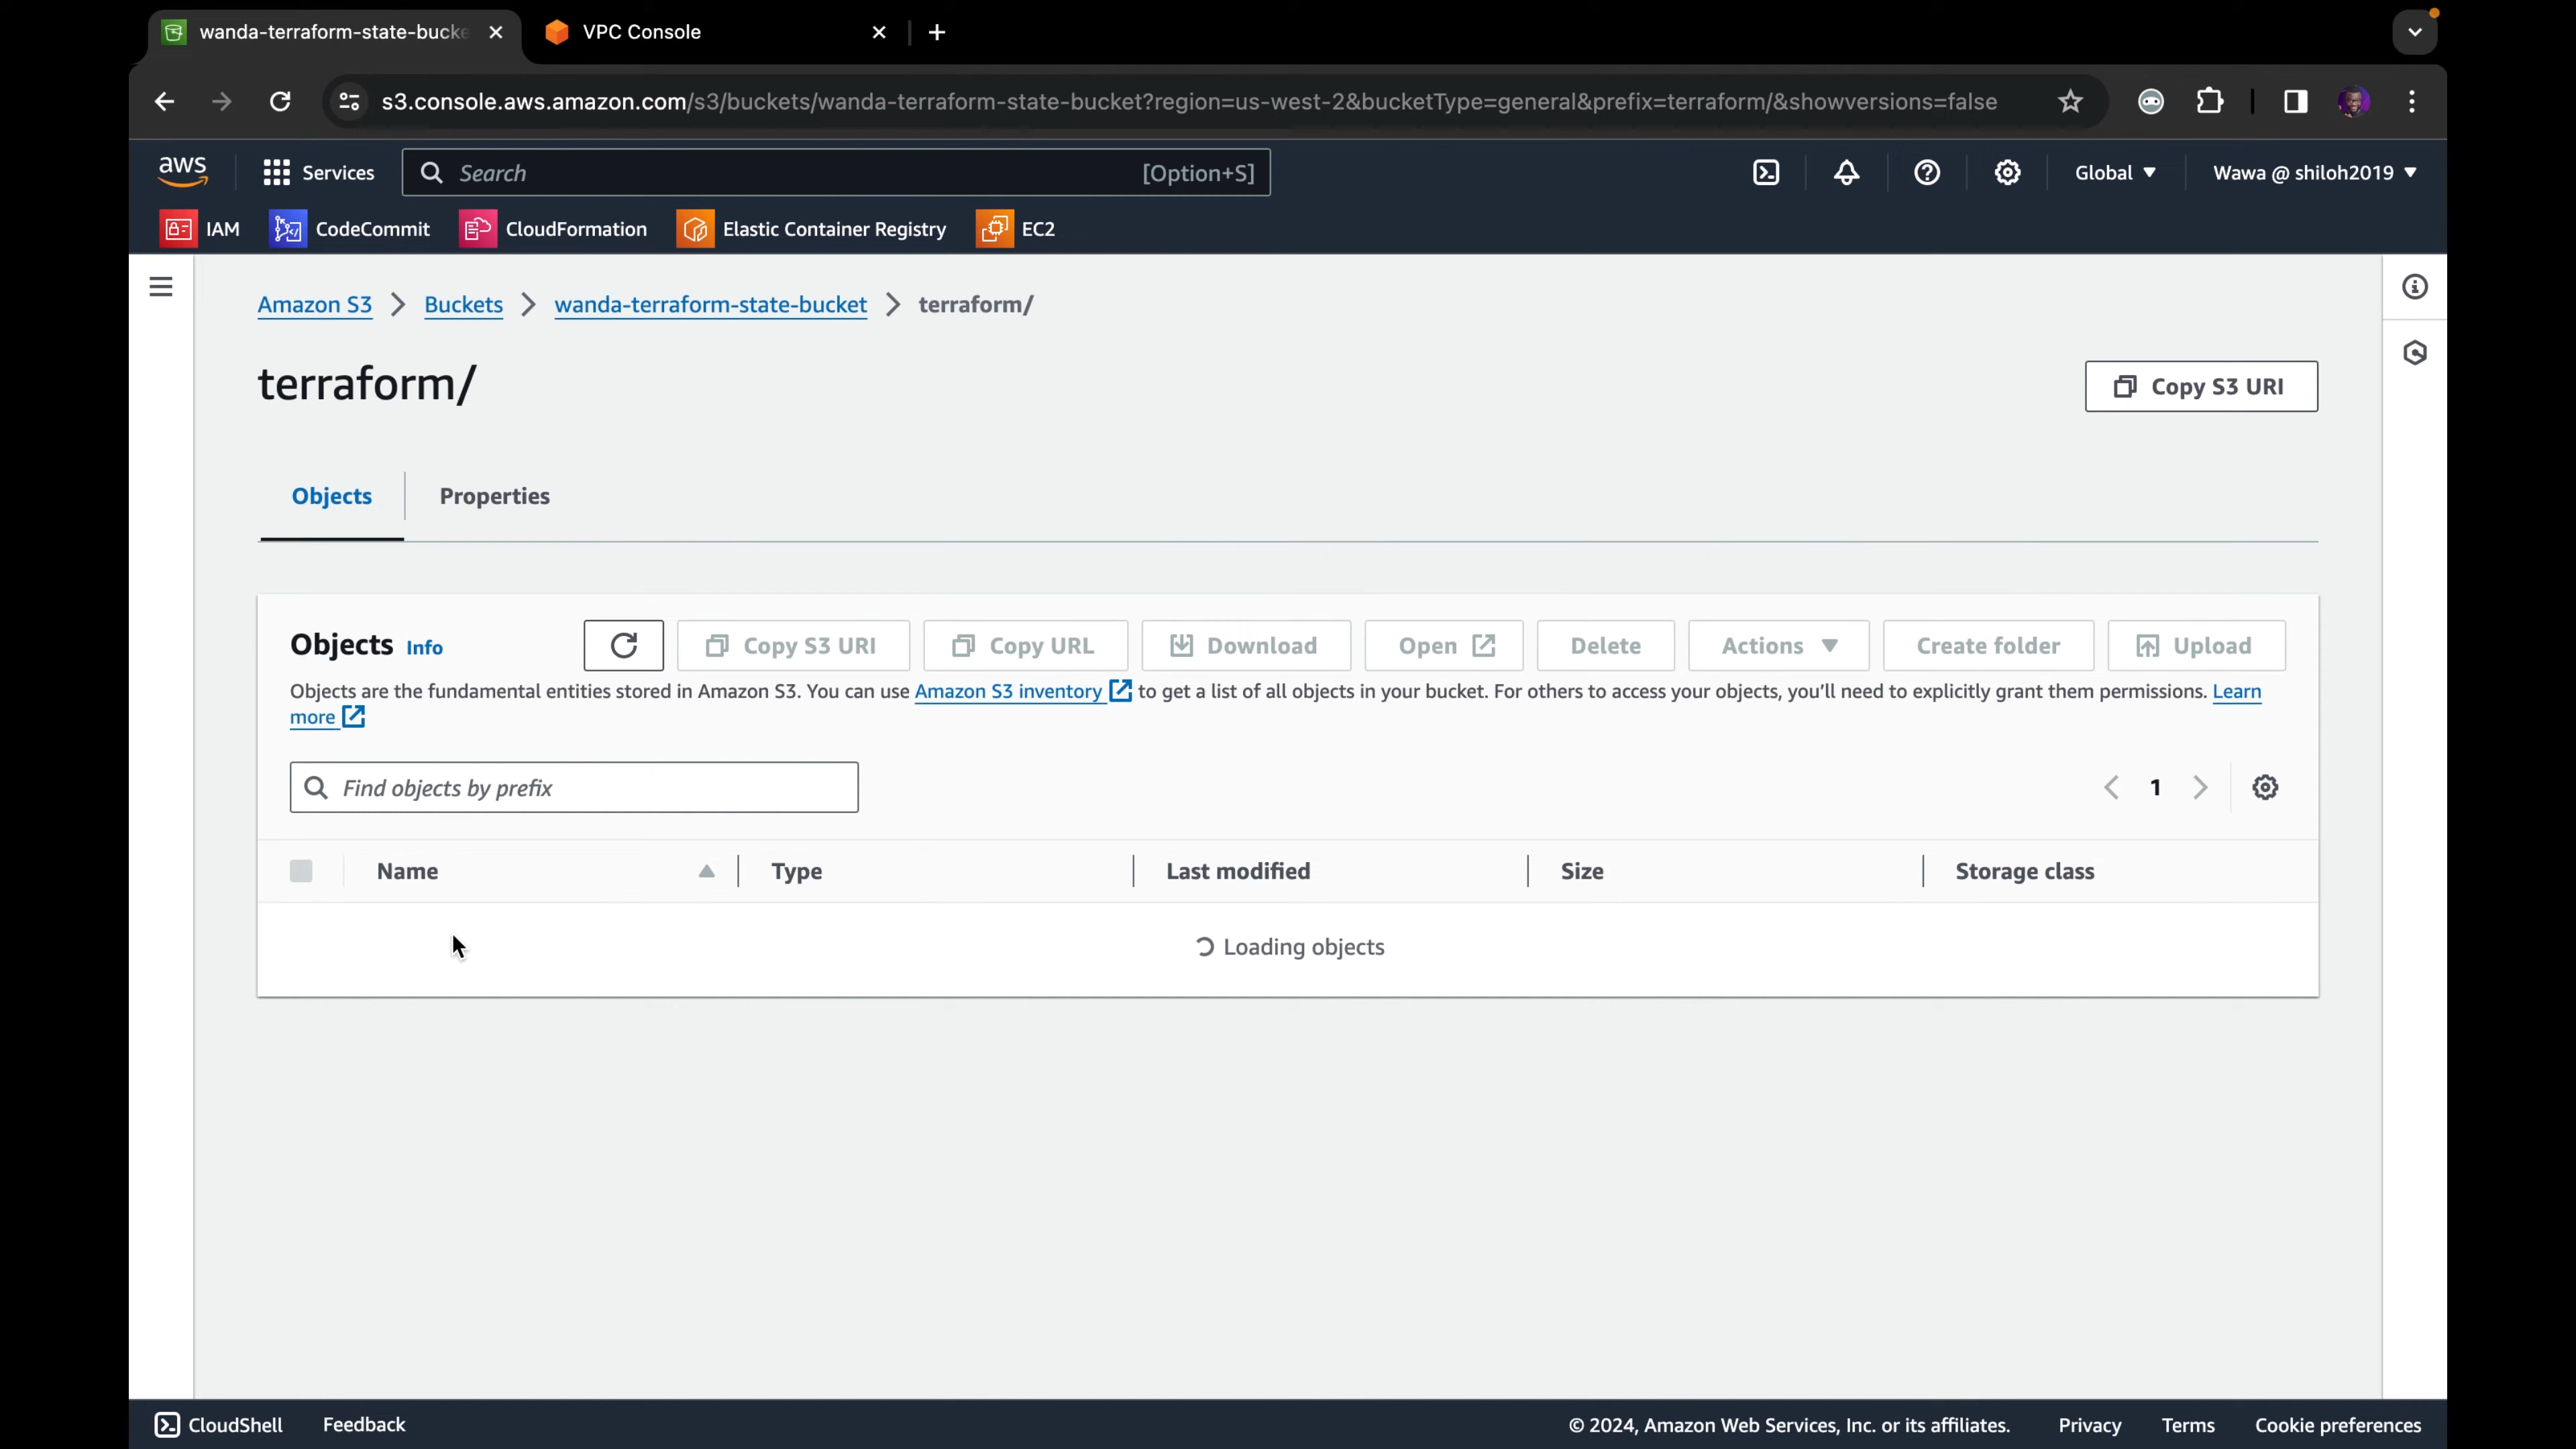 wanda-terraform-state-bucke
VPC Console
s3.console.aws.amazon.com/s3/buckets/wanda-terraform-state-bucket?region=us-west-2&bucketType=general&prefix=terraform/&showversions=false
aws
Services
Search
[Option+S]
Global
Wawa @ shiloh2019
IAM
CodeCommit
CloudFormation
Elastic Container Registry
EC2
Amazon S3
Buckets
wanda-terraform-state-bucket
terraform/
terraform/
Copy S3 URI
Objects
Properties
Objects
Info
Copy S3 URI
Copy URL
Download
Open
Delete
Actions
Create folder
Upload
Objects are the fundamental entities stored in Amazon S3. You can use Amazon S3 inventory to get a list of all objects in your bucket. For others to access your objects, you'll need to explicitly grant them permissions. Learn
more
Find objects by prefix
1
Name
Type
Last modified
Size
Storage class
Loading objects
CloudShell
Feedback
© 2024, Amazon Web Services, Inc. or its affiliates.
Privacy
Terms
Cookie preferences